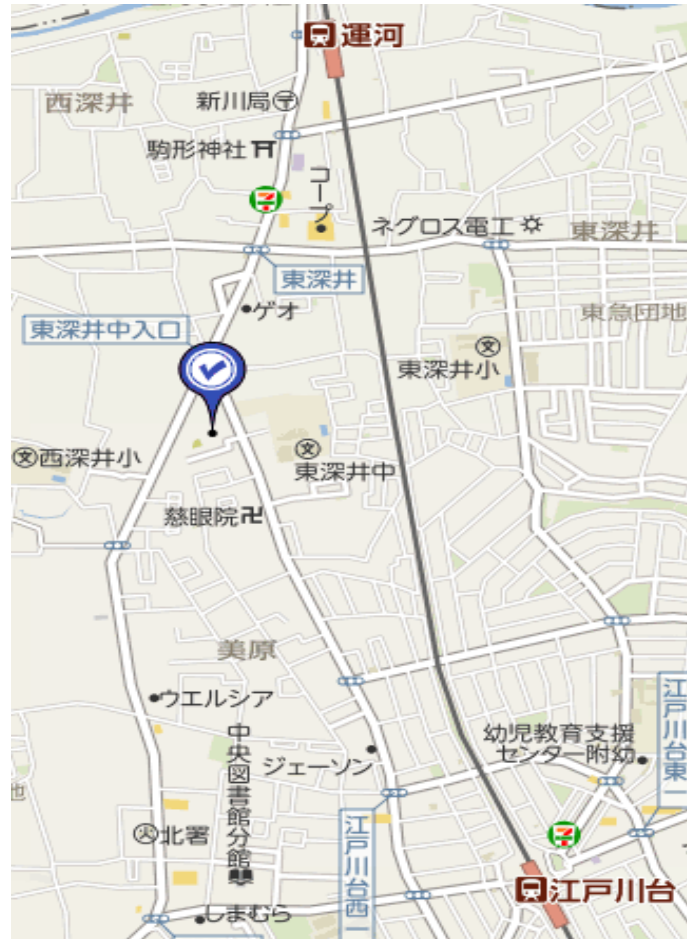 運河
西深井
新川局
駒形神社
コープ
ネグロス電工
東深井
東深井
ゲオ
東急団地
東深井中入口
東深井小
西深井小
東深井中
慈眼院
美原
ウエルシア
中央図書館分館
ジェーソン
幼児教育支援
センター附幼
江戸川台東一
江戸川台西一
北署
江戸川台
しまむら
地